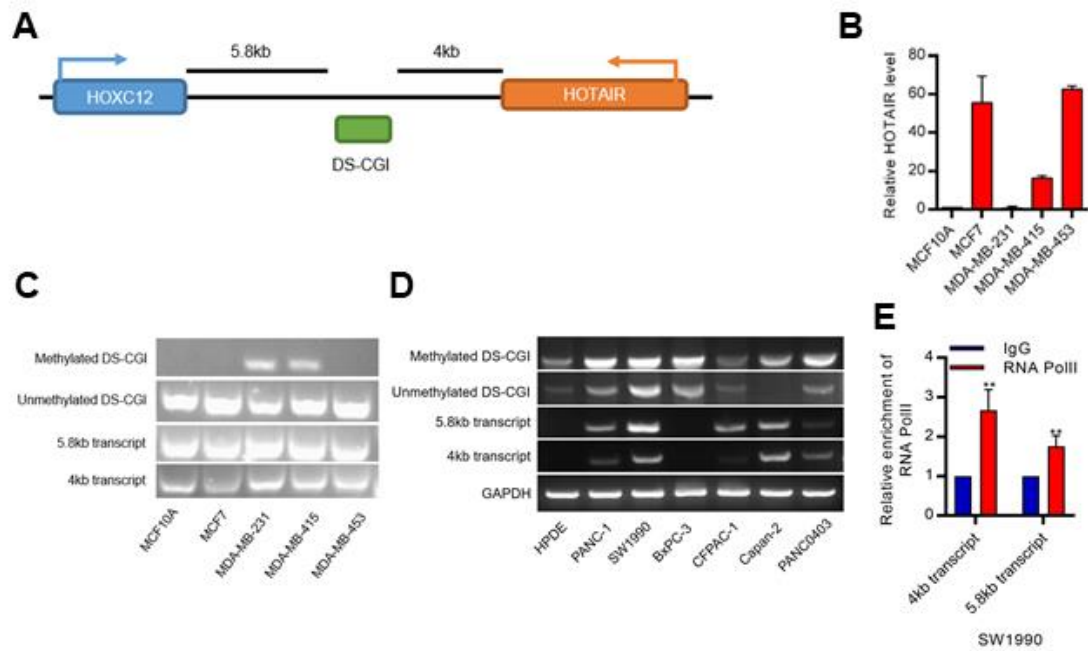 A
5.8kb
4kb
HOXC12
HOTAIR
DS-CGI
B
Relative HOTAIR level
80
60
40
20
0
MCF10A
MCF7
MDA-MB-231
MDA-MB-415
MDA-MB-453
C
Methylated DS-CGI
Unmethylated DS-CGI
5.8kb transcript
4kb transcript
MCF10A
MCF7
MDA-MB-231
MDA-MB-415
MDA-MB-453
D
Methylated DS-CGI
Unmethylated DS-CGI
5.8kb transcript
4kb transcript
GAPDH
HPDE
PANC-1
SW1990
BxPC-3
CFPAC-1
Capan-2
PANC0403
E
Relative enrichment of
RNA PolII
4
3
2
1
0
IgG
RNA PolII
**
**
4kb transcript
5.8kb transcript
SW1990